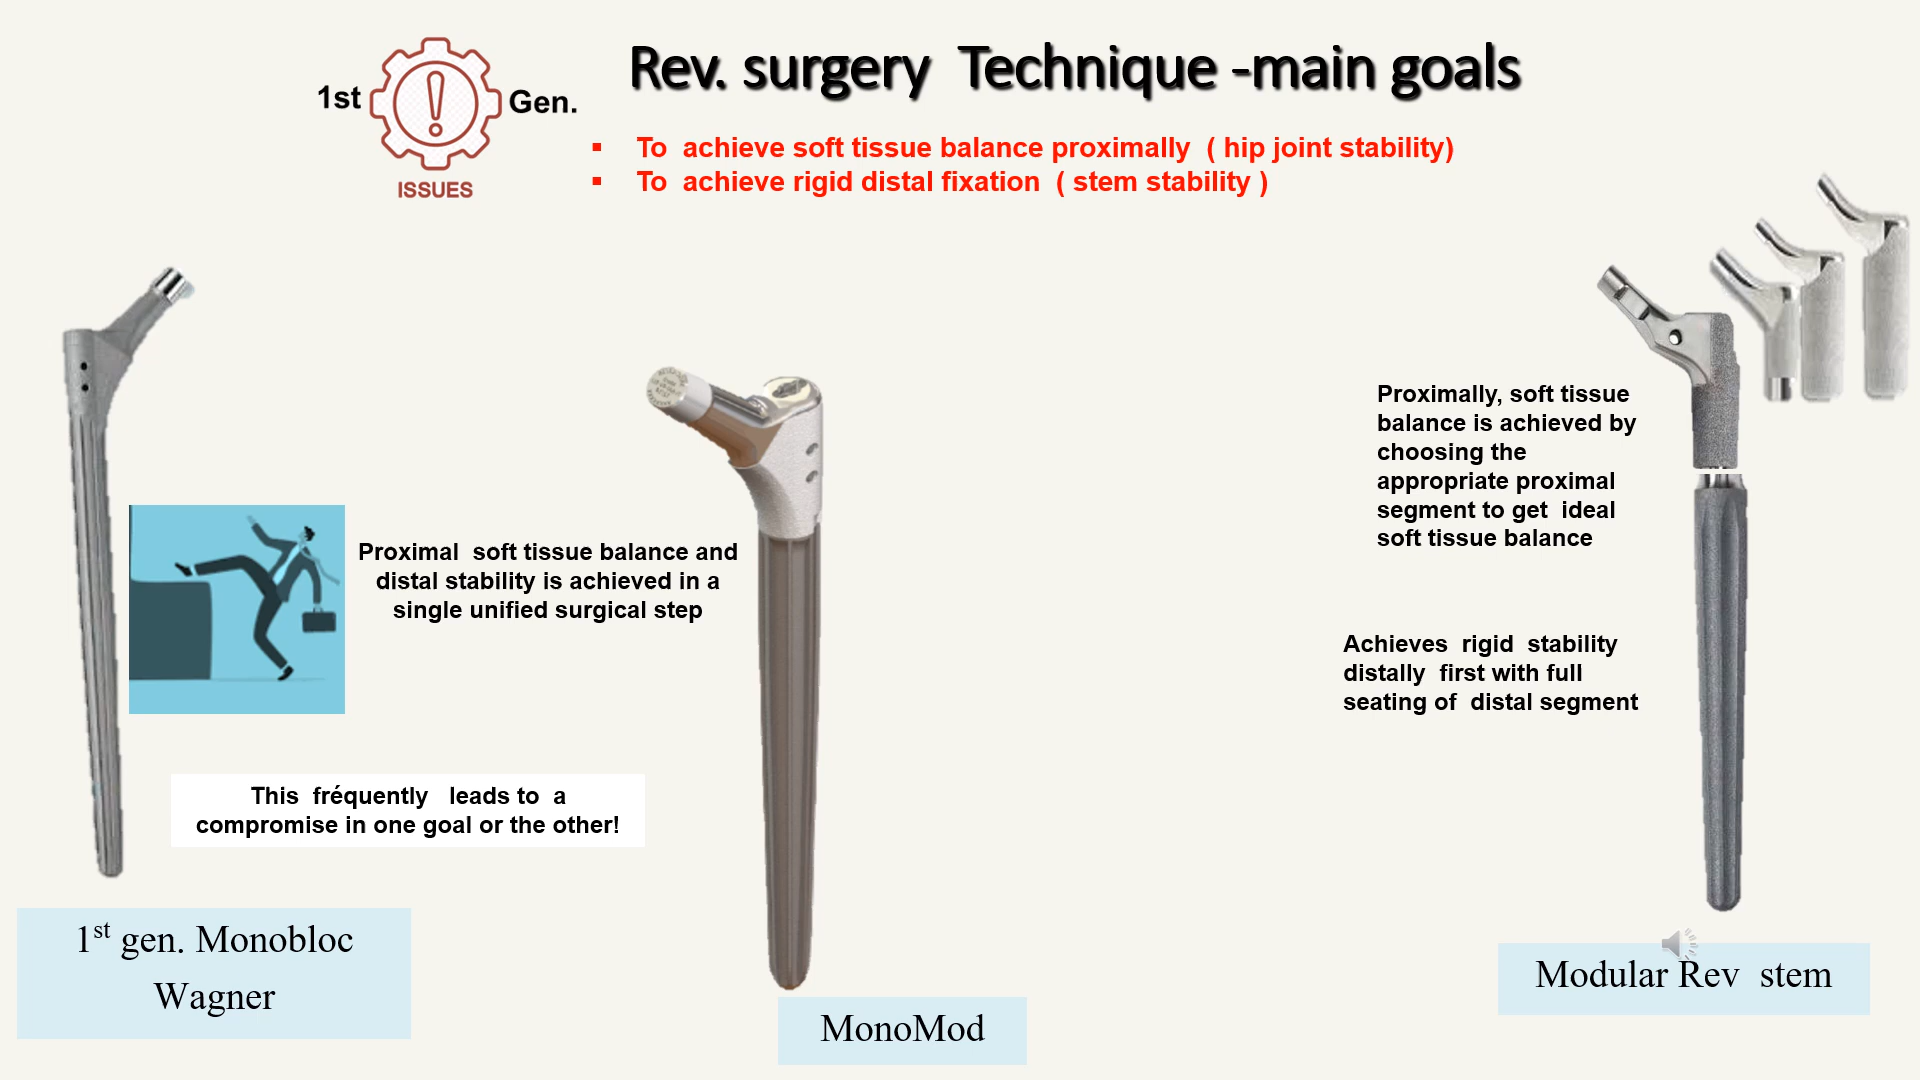 Rev. surgery  Technique -main goals
1st
Gen.
ISSUES
▪ To  achieve soft tissue balance proximally  ( hip joint stability)
▪ To  achieve rigid distal fixation  ( stem stability )
Proximal  soft tissue balance and
distal stability is achieved in a
single unified surgical step
This  fréquently   leads to  a
compromise in one goal or the other!
Proximally, soft tissue
balance is achieved by
choosing the
appropriate proximal
segment to get  ideal
soft tissue balance
Achieves  rigid  stability
distally  first with full
seating of  distal segment
1st gen. Monobloc
Wagner
MonoMod
Modular Rev  stem